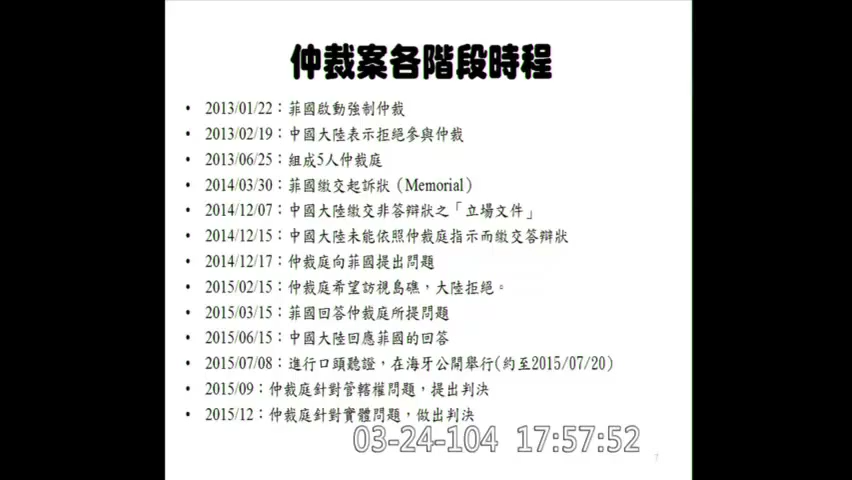 仲裁案各階段時程
• 2013/01/22：菲國啟動強制仲裁
• 2013/02/19：中國大陸表示拒絕參與仲裁
• 2013/06/25：組成5人仲裁庭
• 2014/03/30：菲國繳交起訴狀（Memorial）
• 2014/12/07：中國大陸繳交非答辯狀之「立場文件」
• 2014/12/15：中國大陸未能依照仲裁庭指示而繳交答辯狀
• 2014/12/17：仲裁庭向菲國提出問題
• 2015/02/15：仲裁庭希望訪視島礁，大陸拒絕。
• 2015/03/15：菲國回答仲裁庭所提問題
• 2015/06/15：中國大陸回應菲國的回答
• 2015/07/08：進行口頭聽證，在海牙公開舉行(約至2015/07/20)
• 2015/09：仲裁庭針對管轄權問題，提出判決
• 2015/12：仲裁庭針對實體問題，做出判決
03-24-104 17:57:52
7